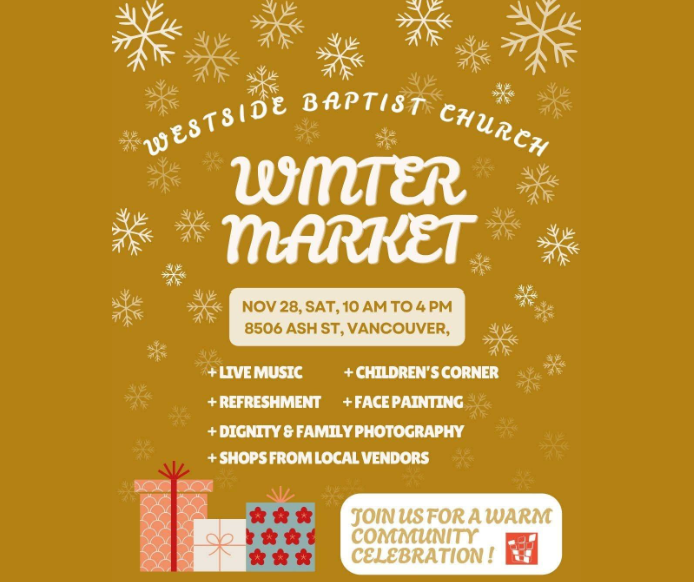 WESTSIDE BAPTIST CHURCH
WINTER
MARKET
NOV 28, SAT, 10 AM TO 4 PM
8506 ASH ST, VANCOUVER,
+ LIVE MUSIC + CHILDREN'S CORNER
+ REFRESHMENT + FACE PAINTING
+ DIGNITY & FAMILY PHOTOGRAPHY
+ SHOPS FROM LOCAL VENDORS
JOIN US FOR A WARM
COMMUNITY
CELEBRATION !